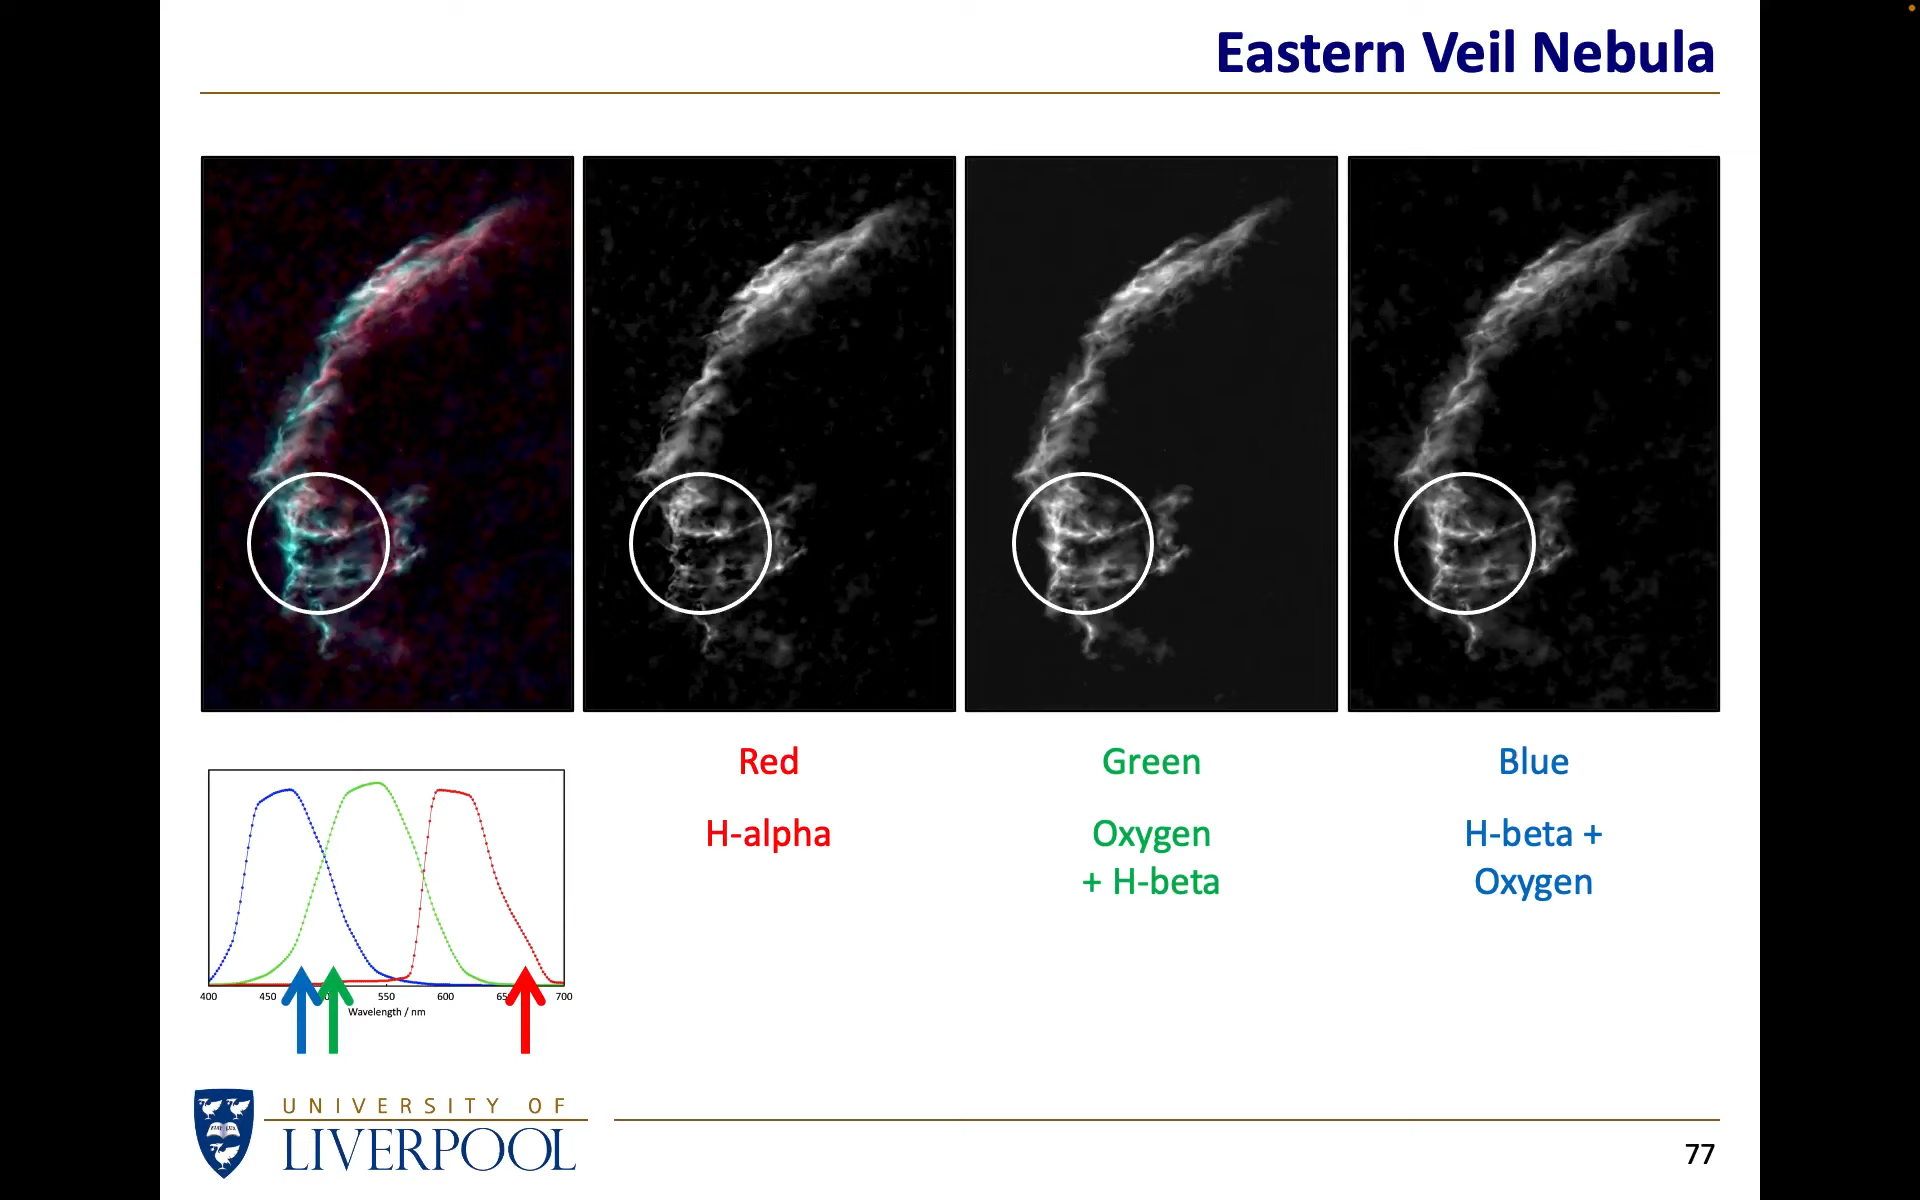 Eastern Veil Nebula
Red
Green
Blue
H-alpha
Oxygen
+ H-beta
H-beta +
Oxygen
400
450
550
600
700
Wavelength / nm
UNIVERSITY OF
LIVERPOOL
77